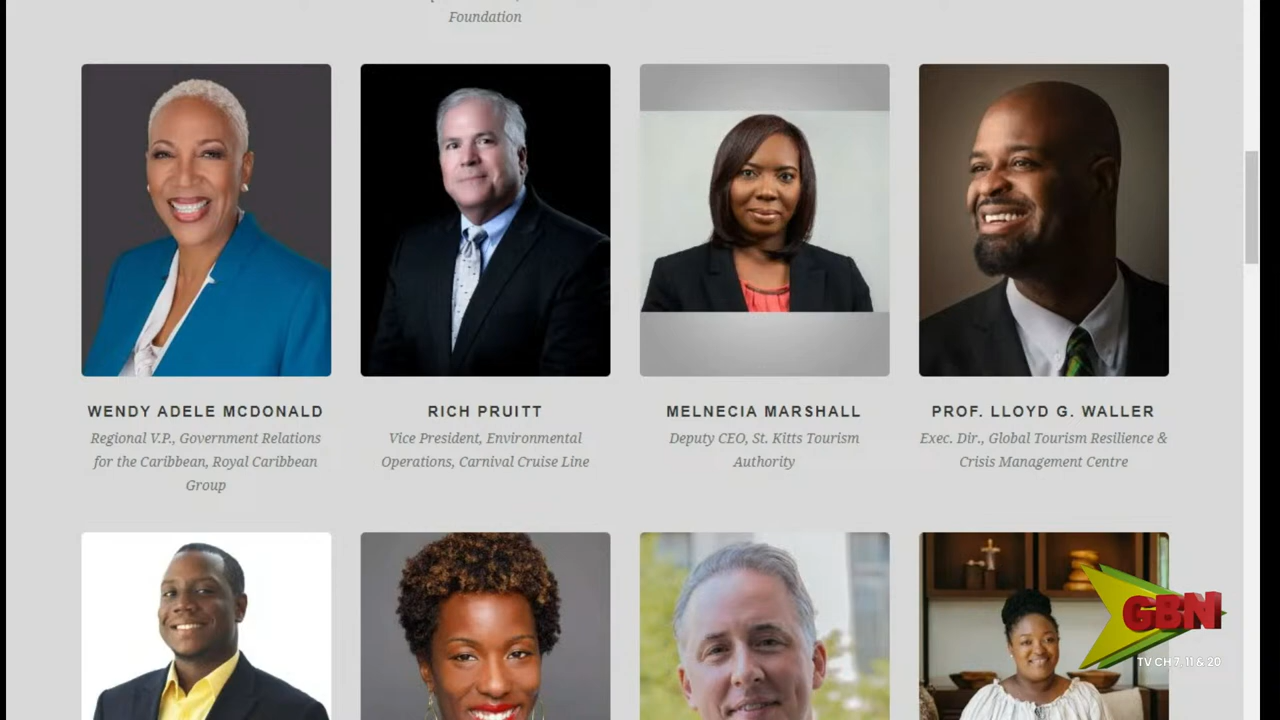 Foundation
WENDY ADELE MCDONALD
Regional V.P., Government Relations
for the Caribbean, Royal Caribbean
Group
RICH PRUITT
Vice President, Environmental
Operations, Carnival Cruise Line
MELNECIA MARSHALL
Deputy CEO, St. Kitts Tourism
Authority
PROF. LLOYD G. WALLER
Exec. Dir., Global Tourism Resilience &
Crisis Management Centre
GBN
TV CH 7, 11 & 20